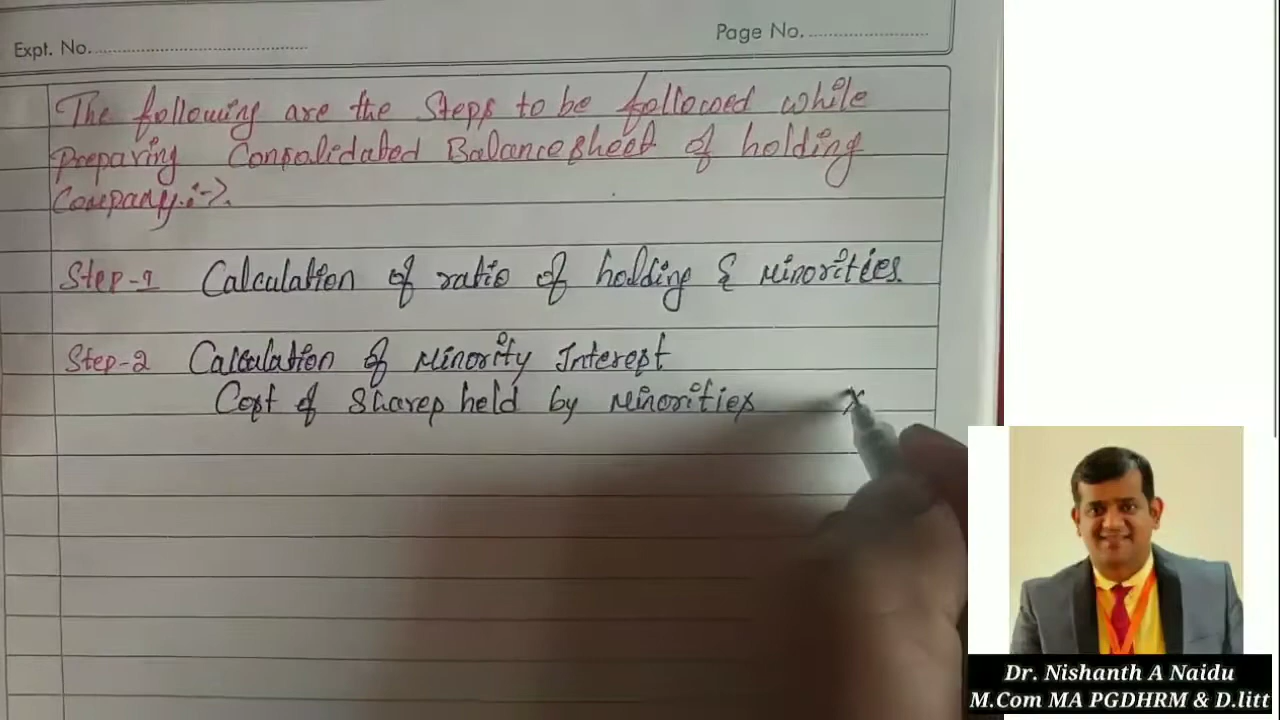 Expt. No.
Page No.
The following are the Steps to be followed while
Preparing Consolidated Balancesheet of holding
Company:->.
Step-1 Calculation of ratio of holding & Minorities.
Step-2 Calculation of Minority Interest
Cost of Shares held by Minorities x
Dr. Nishanth A Naidu
M.Com MA PGDHRM & D.litt